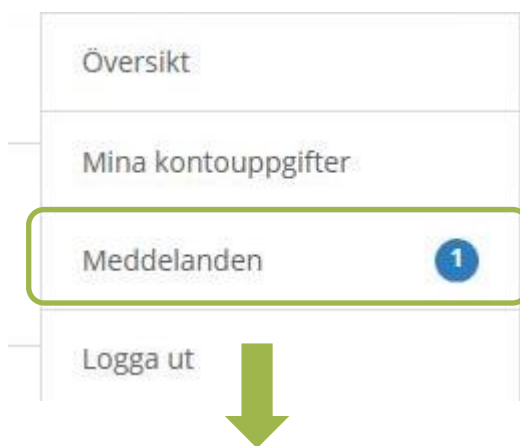 Översikt
Mina kontouppgifter
Meddelanden 1
Logga ut